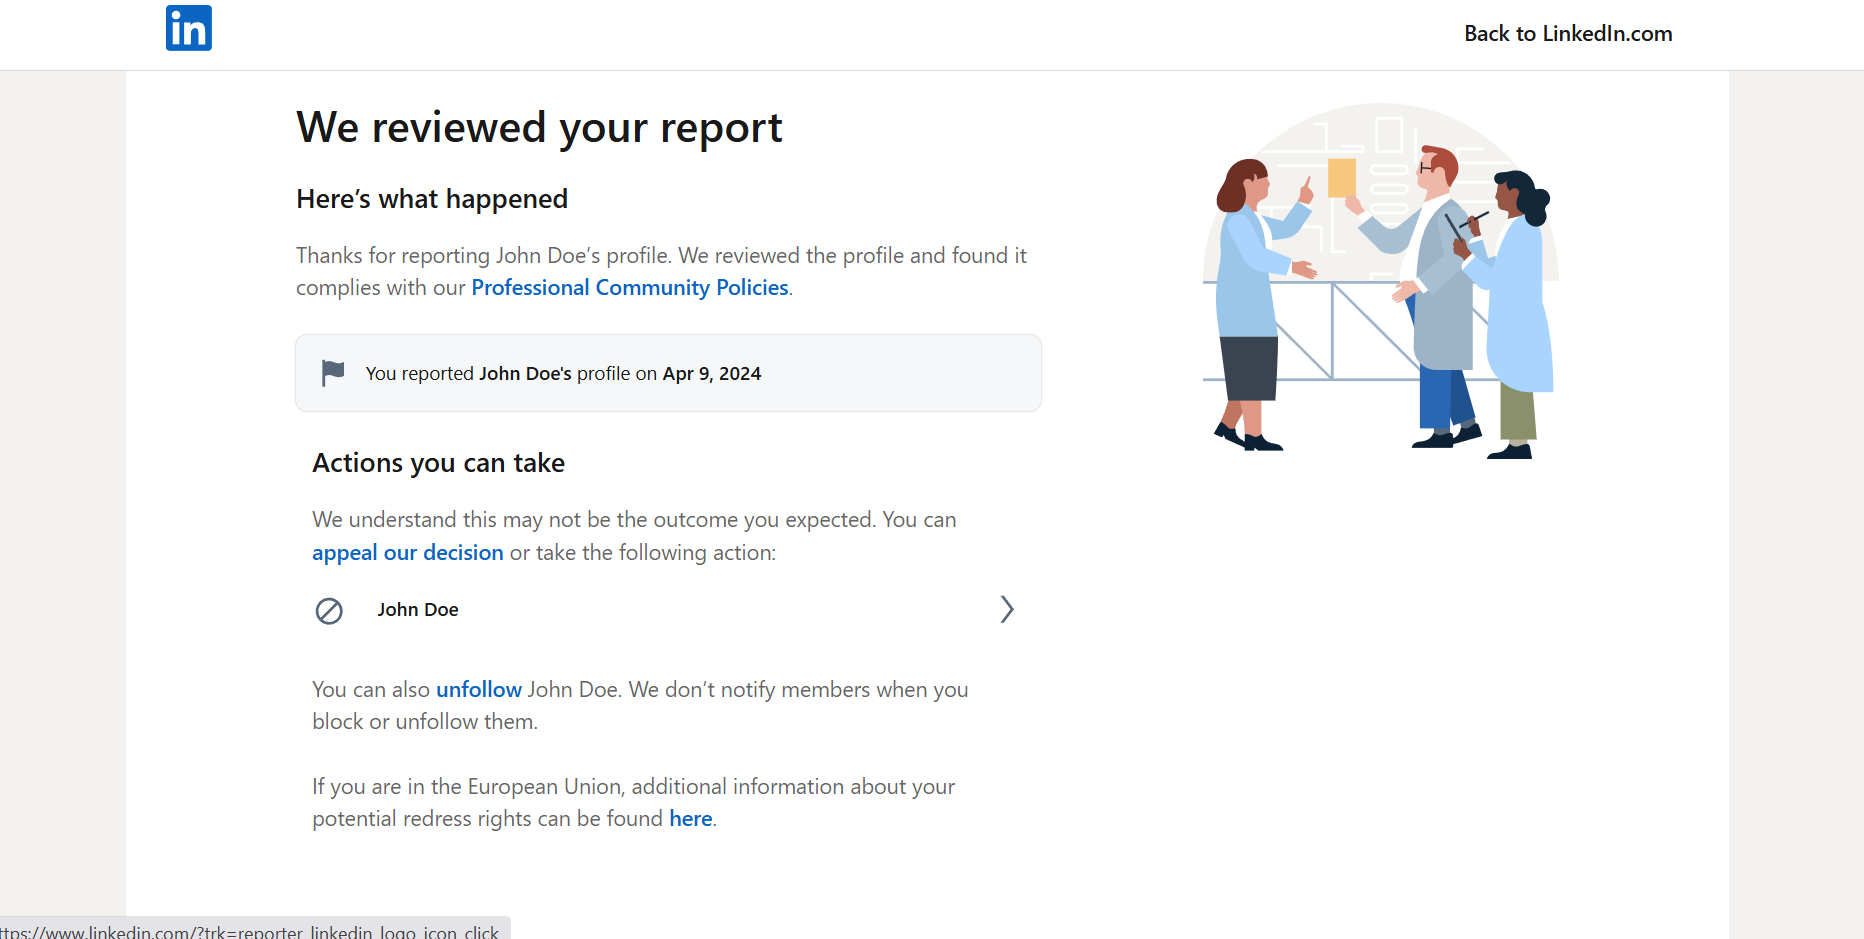 in
Back to LinkedIn.com
We reviewed your report
Here’s what happened
Thanks for reporting John Doe’s profile. We reviewed the profile and found it
complies with our Professional Community Policies.
You reported John Doe's profile on Apr 9, 2024
Actions you can take
We understand this may not be the outcome you expected. You can
appeal our decision or take the following action:
John Doe
You can also unfollow John Doe. We don’t notify members when you
block or unfollow them.
If you are in the European Union, additional information about your
potential redress rights can be found here.
ttps://www.linkedin.com/?trk=reporter_linkedin_logo_icon_click